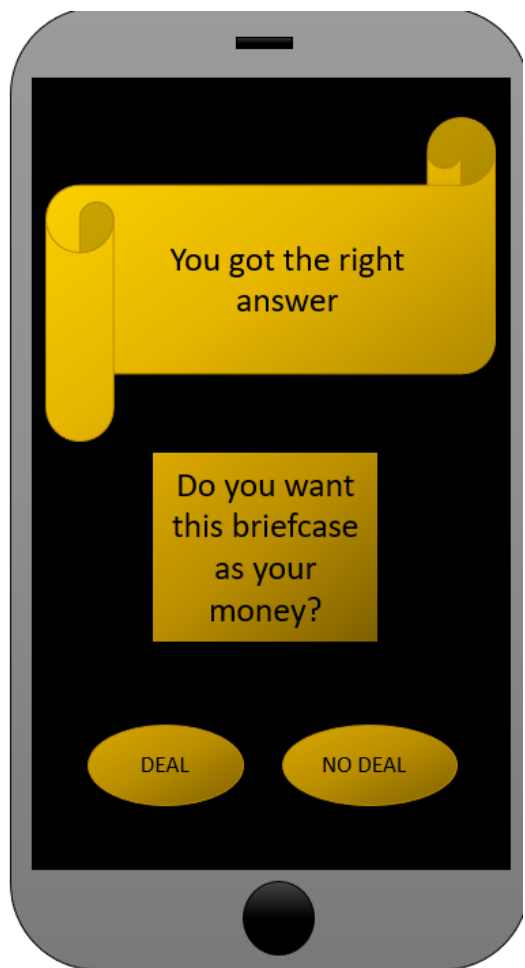 You got the right
answer
Do you want
this briefcase
as your
money?
DEAL
NO DEAL